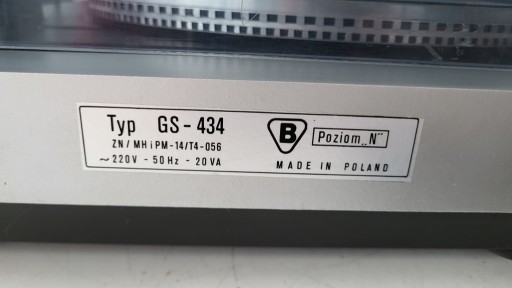 Typ GS-434
ZN/MHiPM-14/T4-056
~220V - 50Hz - 20VA
B
Poziom „N”
MADE IN POLAND